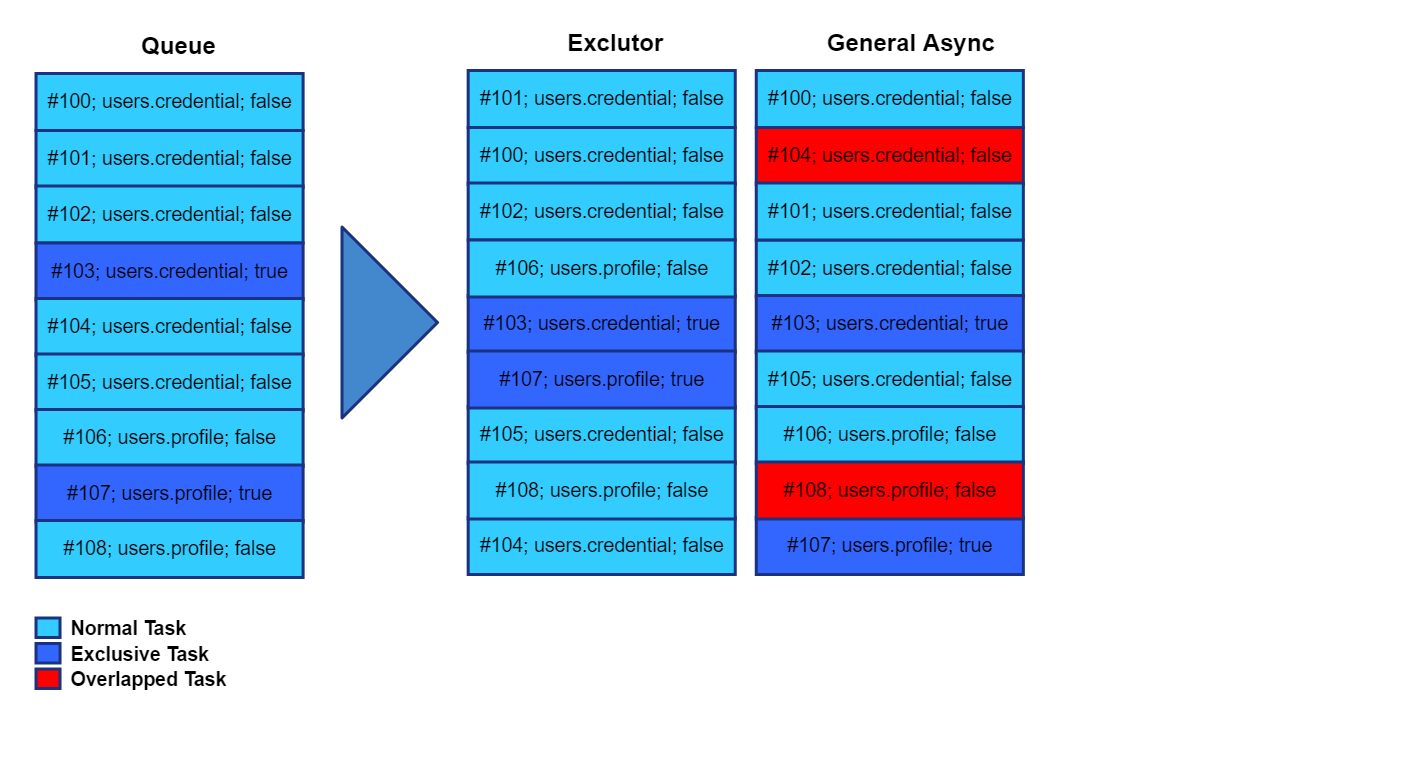 Queue
#100; users.credential; false
#101; users.credential; false
#102; users.credential; false
#103; users.credential; true
#104; users.credential; false
#105; users.credential; false
#106; users.profile; false
#107; users.profile; true
#108; users.profile; false
Exclutor
#101; users.credential; false
#100; users.credential; false
#102; users.credential; false
#106; users.profile; false
#103; users.credential; true
#107; users.profile; true
#105; users.credential; false
#108; users.profile; false
#104; users.credential; false
General Async
#100; users.credential; false
#104; users.credential; false
#101; users.credential; false
#102; users.credential; false
#103; users.credential; true
#105; users.credential; false
#106; users.profile; false
#108; users.profile; false
#107; users.profile; true
Normal Task
Exclusive Task
Overlapped Task